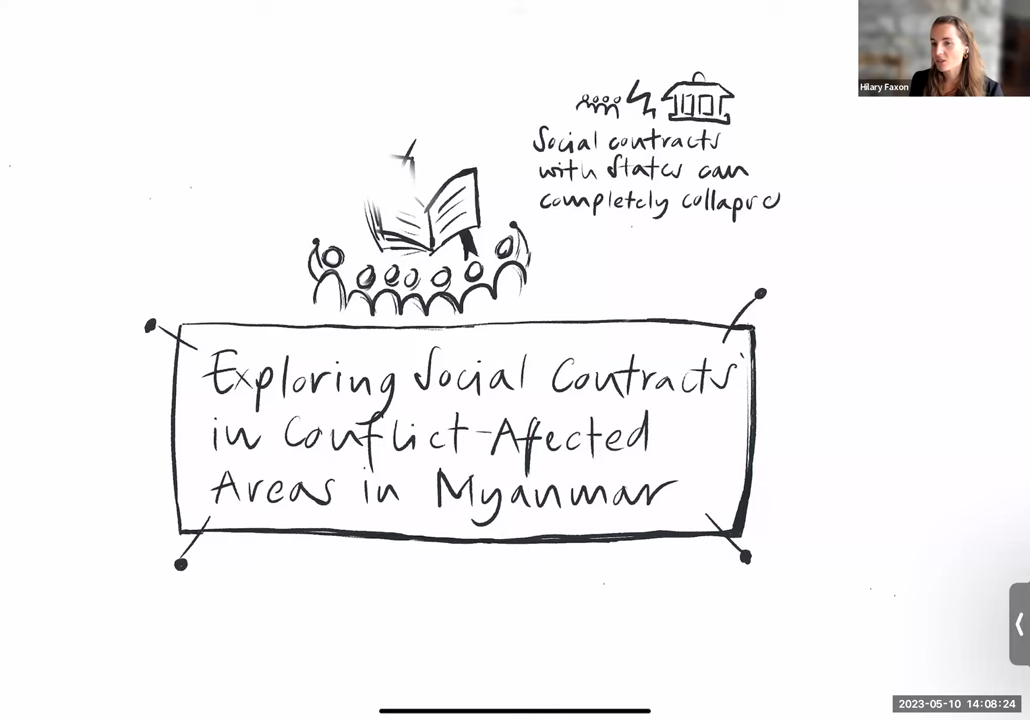 Hilary Faxon
Social contracts
with States can
completely collapse
Exploring Social Contracts
in Conflict-Affected
Areas in Myanmar
2023-05-10 14:08:24